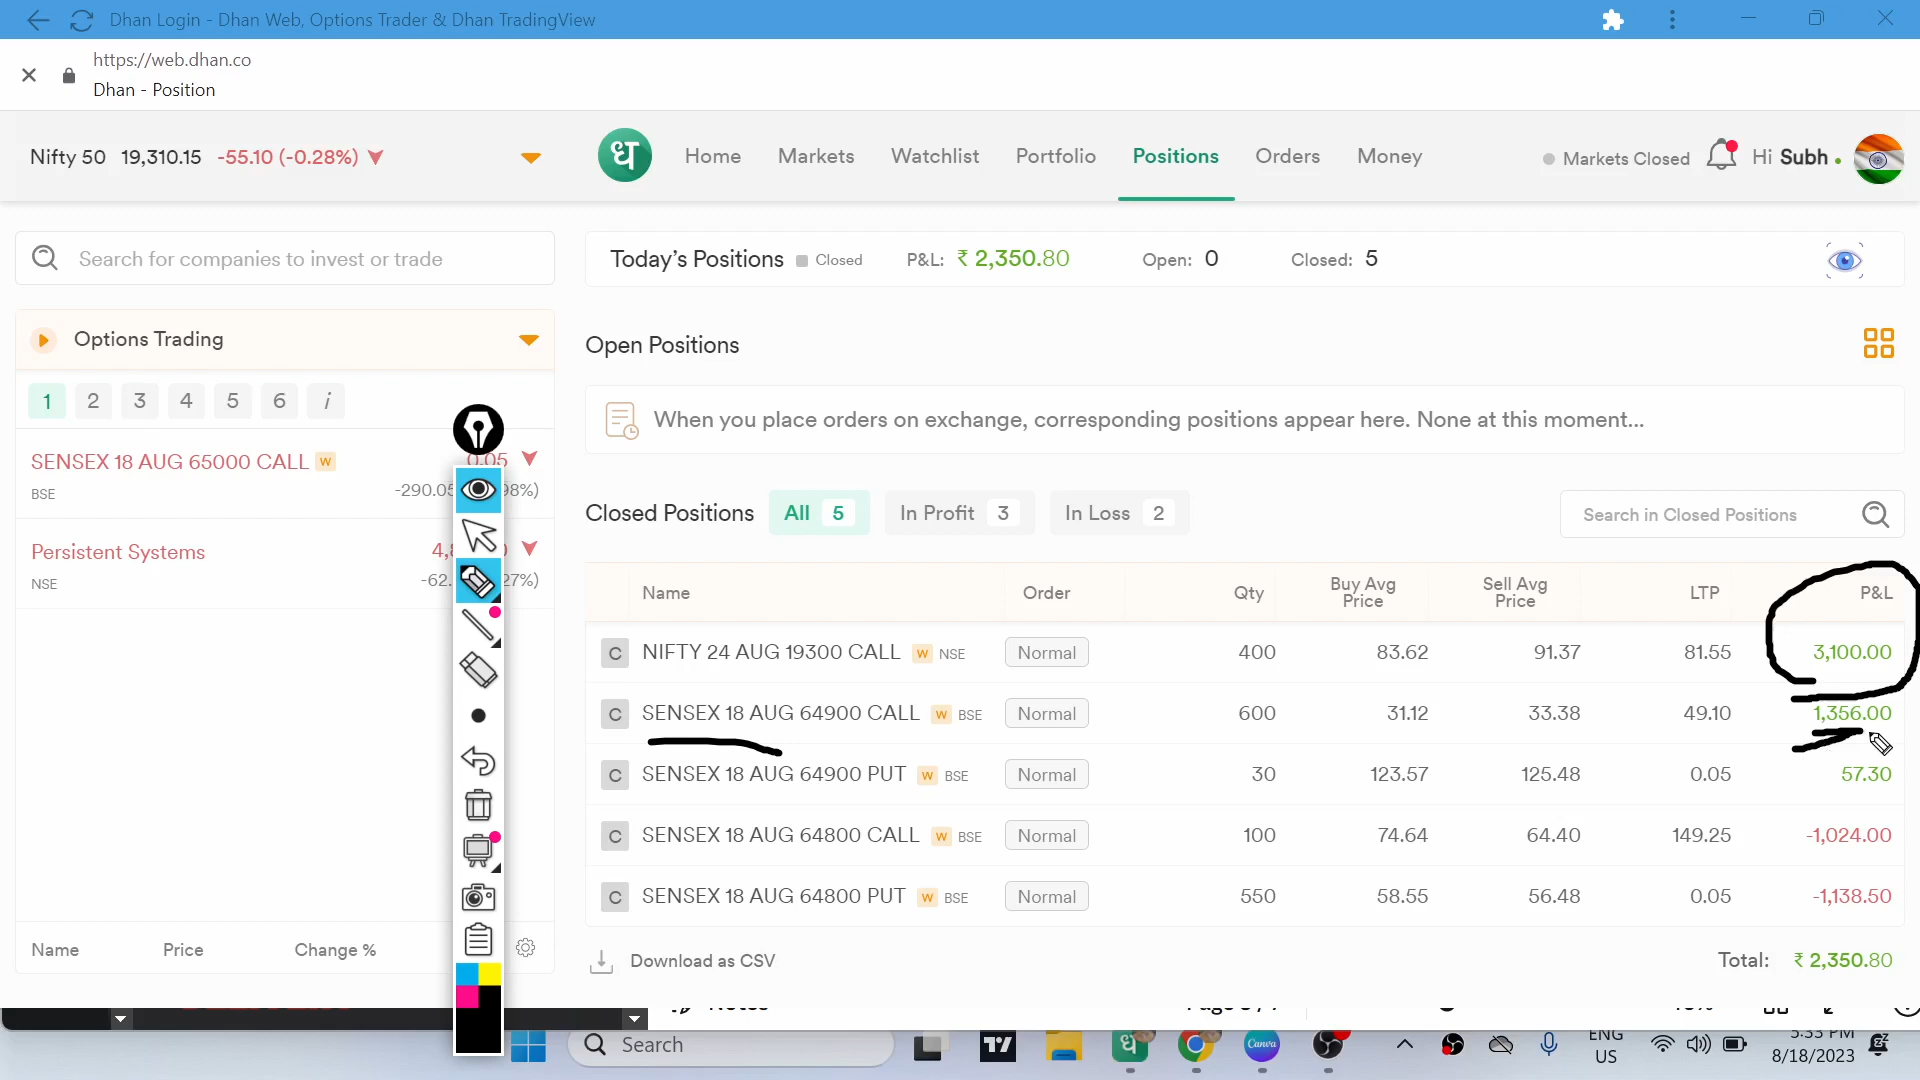 Dhan Login - Dhan Web, Options Trader & Dhan TradingView
https://web.dhan.co
Dhan - Position
Nifty 50 19,310.15 -55.10 (-0.28%)
ध
Home Markets Watchlist Portfolio Positions Orders Money
Markets Closed Hi Subh
Search for companies to invest or trade
Today's Positions Closed P&L: ₹ 2,350.80 Open: 0 Closed: 5
Options Trading
1 2 3 4 5 6 i
SENSEX 18 AUG 65000 CALL W 0.05
BSE -290.05 98%)
Persistent Systems
NSE -62. 27%)
Name Price Change %
Open Positions
When you place orders on exchange, corresponding positions appear here. None at this moment...
Closed Positions All 5 In Profit 3 In Loss 2 Search in Closed Positions
Name Order Qty Buy Avg Price Sell Avg Price LTP P&L
C NIFTY 24 AUG 19300 CALL W NSE Normal 400 83.62 91.37 81.55 3,100.00
C SENSEX 18 AUG 64900 CALL W BSE Normal 600 31.12 33.38 49.10 1,356.00
C SENSEX 18 AUG 64900 PUT W BSE Normal 30 123.57 125.48 0.05 57.30
C SENSEX 18 AUG 64800 CALL W BSE Normal 100 74.64 64.40 149.25 -1,024.00
C SENSEX 18 AUG 64800 PUT W BSE Normal 550 58.55 56.48 0.05 -1,138.50
Download as CSV Total: ₹ 2,350.80
Search
Canva
ENG
US
5:33 PM
8/18/2023